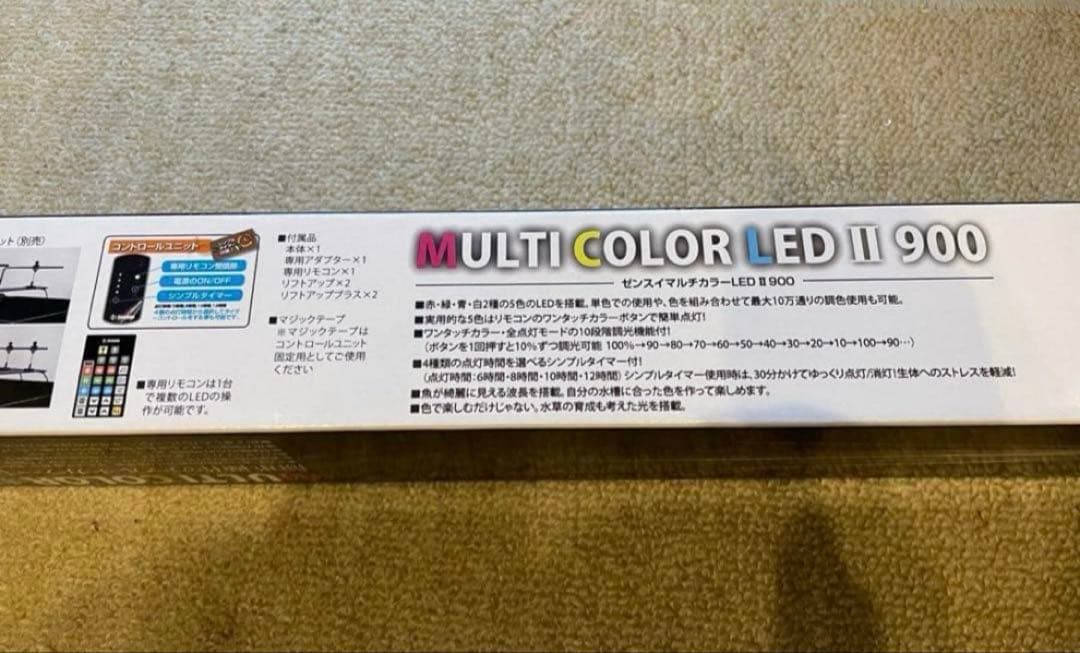 ット（別売）
コントロールユニット
専用リモコン受信部
電源のON/OFF
シンプルタイマー
■専用リモコンは1台
で複数のLEDの操
作が可能です。
■付属品
本体×1
専用アダプター×1
専用リモコン×1
リフトアップ×2
リフトアッププラス×2
■マジックテープ
※マジックテープは
コントロールユニット
固定用としてご使用
ください
MULTI COLOR LED Ⅱ 900
ゼンスイマルチカラーLEDⅡ900
■赤・緑・青・白2種の5色のLEDを搭載。単色での使用や、色を組み合わせて最大10万通りの調色使用も可能。
■実用的な5色はリモコンのワンタッチカラーボタンで簡単点灯!
■ワンタッチカラー・全点灯モードの10段階調光機能付!
（ボタンを1回押すと10％ずつ調光可能 100％→90→80→70→60→50→40→30→20→10→100→90…）
■4種類の点灯時間を選べるシンプルタイマー付!
（点灯時間：6時間・8時間・10時間・12時間）シンプルタイマー使用時は、30分かけてゆっくり点灯/消灯!生体へのストレスを軽減!
■魚が綺麗に見える波長を搭載。自分の水槽に合った色を作って楽しめます。
■色で楽しむだけじゃない。水草の育成も考えた光を搭載。